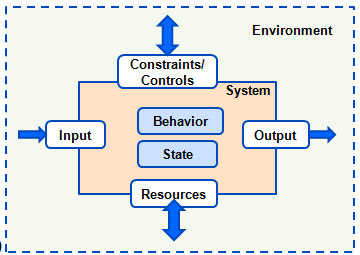 Environment
Constraints/
Controls
System
Behavior
Input
Output
State
Resources
)